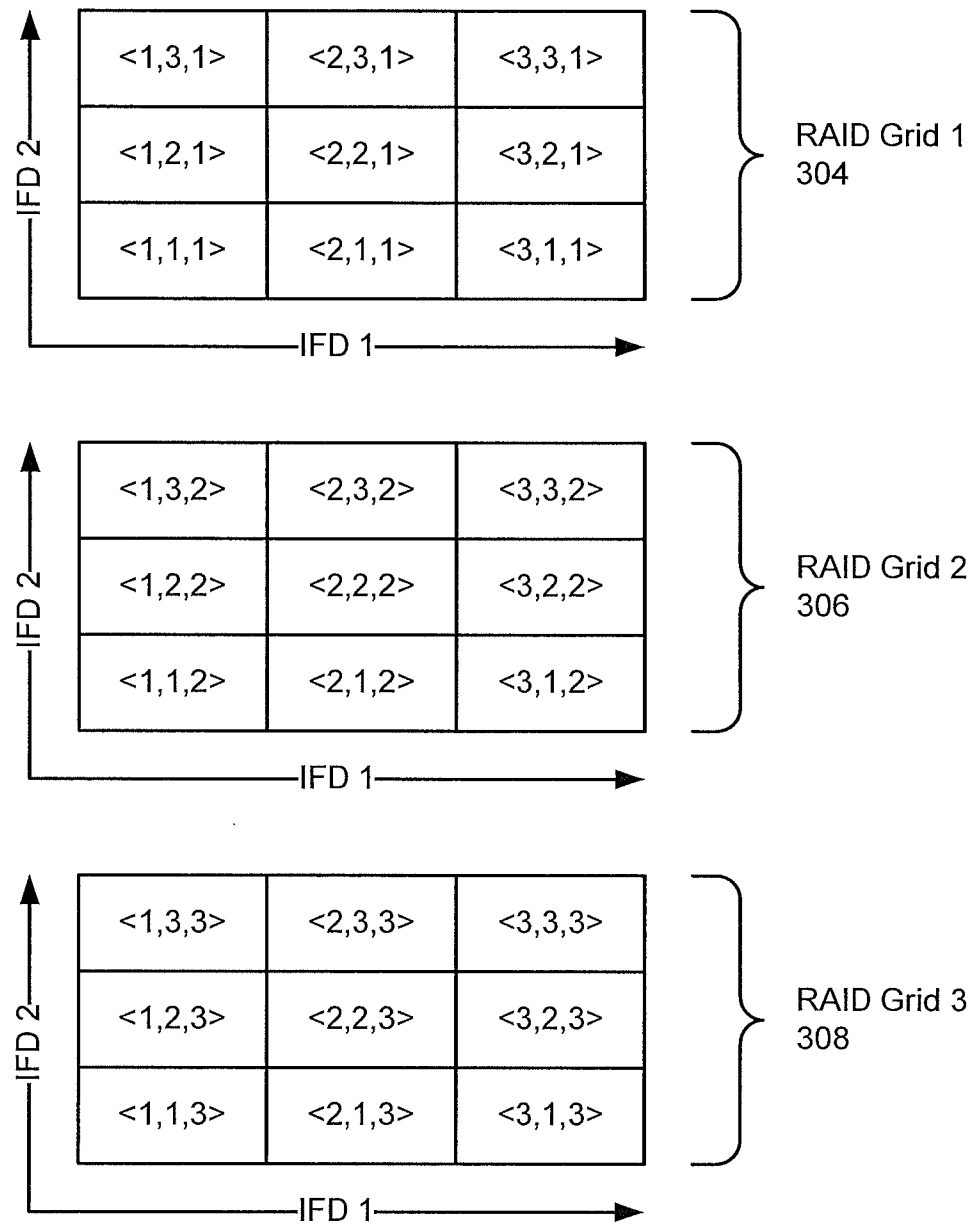 <1,3,1> <2,3,1> <3,3,1>
<1,2,1> <2,2,1> <3,2,1>
<1,1,1> <2,1,1> <3,1,1>
IFD 2
IFD 1
RAID Grid 1
304
<1,3,2> <2,3,2> <3,3,2>
<1,2,2> <2,2,2> <3,2,2>
<1,1,2> <2,1,2> <3,1,2>
IFD 2
IFD 1
RAID Grid 2
306
<1,3,3> <2,3,3> <3,3,3>
<1,2,3> <2,2,3> <3,2,3>
<1,1,3> <2,1,3> <3,1,3>
IFD 2
IFD 1
RAID Grid 3
308